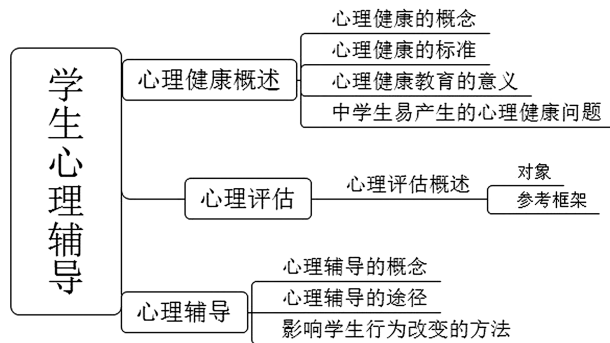 学生心理辅导
心理健康概述
心理健康的概念
心理健康的标准
心理健康教育的意义
中学生易产生的心理健康问题
心理评估
心理评估概述
对象
参考框架
心理辅导
心理辅导的概念
心理辅导的途径
影响学生行为改变的方法